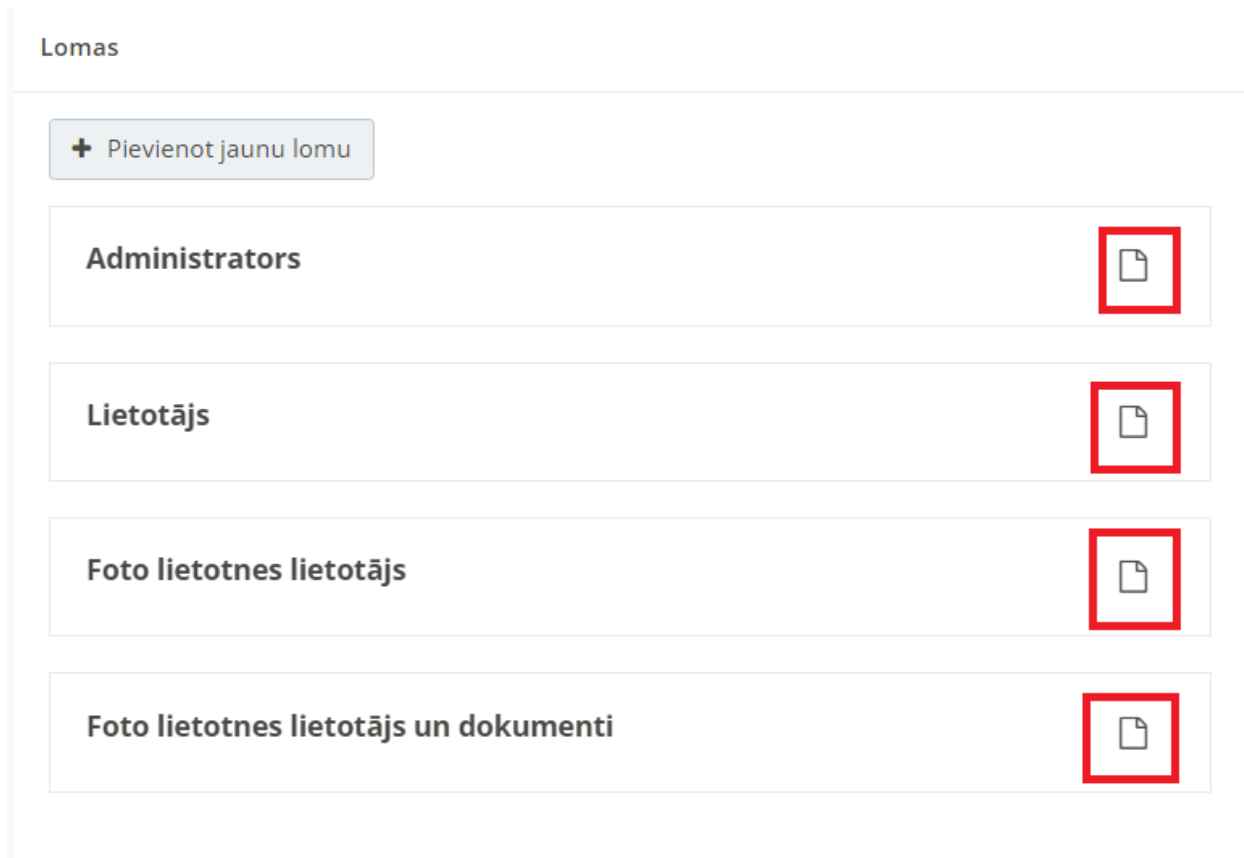 Lomas
+ Pievienot jaunu lomu
Administrators
Lietotājs
Foto lietotnes lietotājs
Foto lietotnes lietotājs un dokumenti